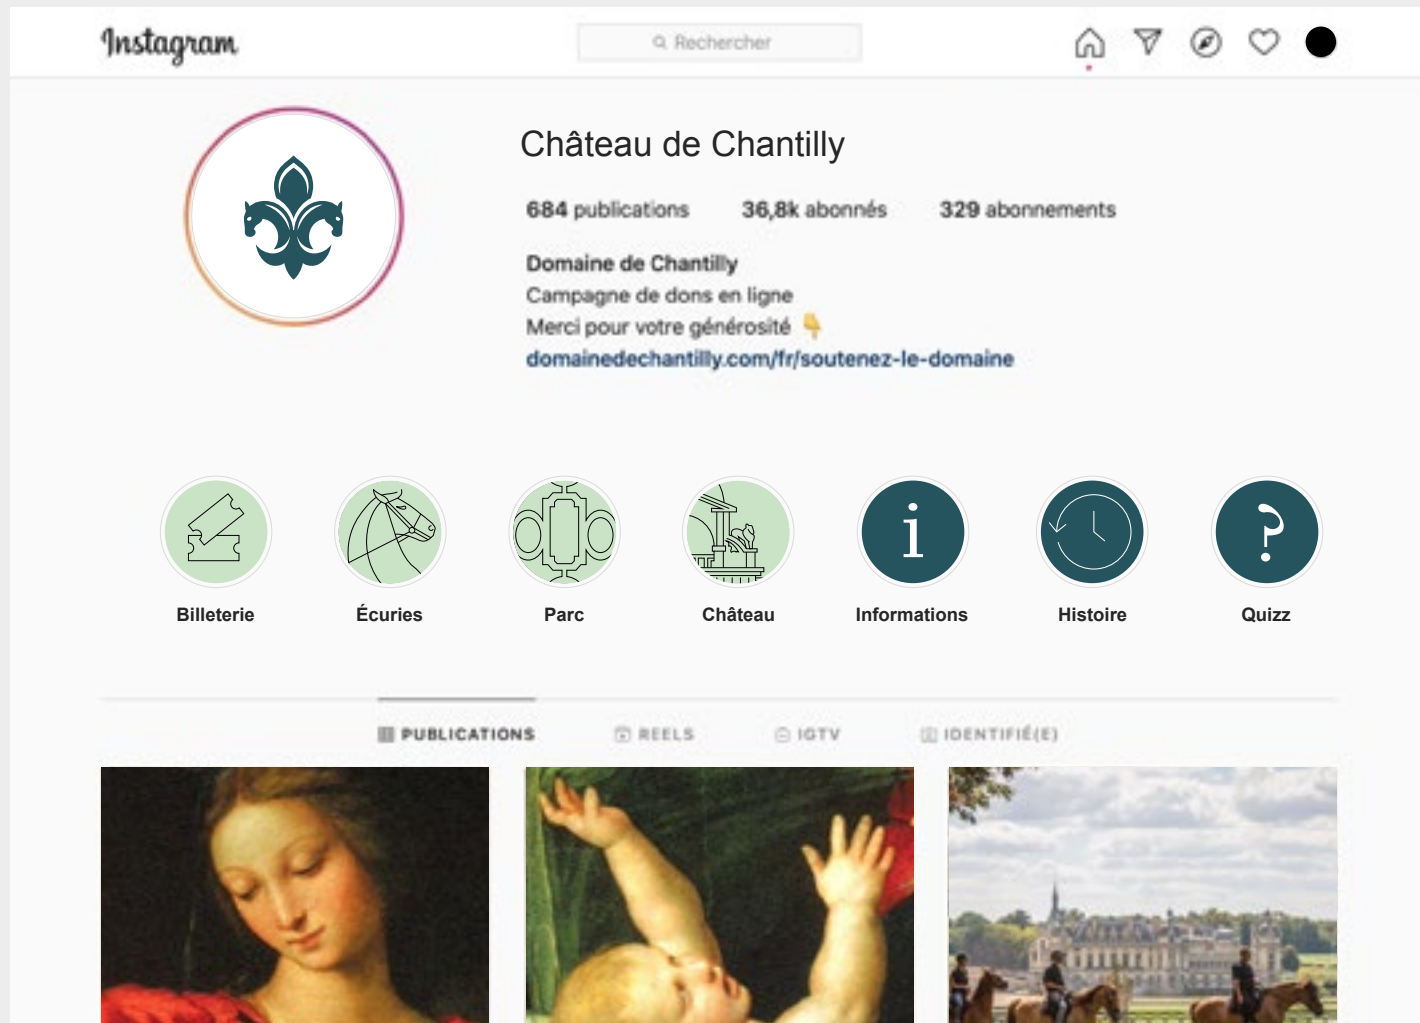 Instagram
Rechercher
Château de Chantilly
684 publications 36,8k abonnés 329 abonnements
Domaine de Chantilly
Campagne de dons en ligne
Merci pour votre générosité 👇
domainedechantilly.com/fr/soutenez-le-domaine
i ?
Billeterie Écuries Parc Château Informations Histoire Quizz
PUBLICATIONS REELS IGTV IDENTIFIÉ(E)